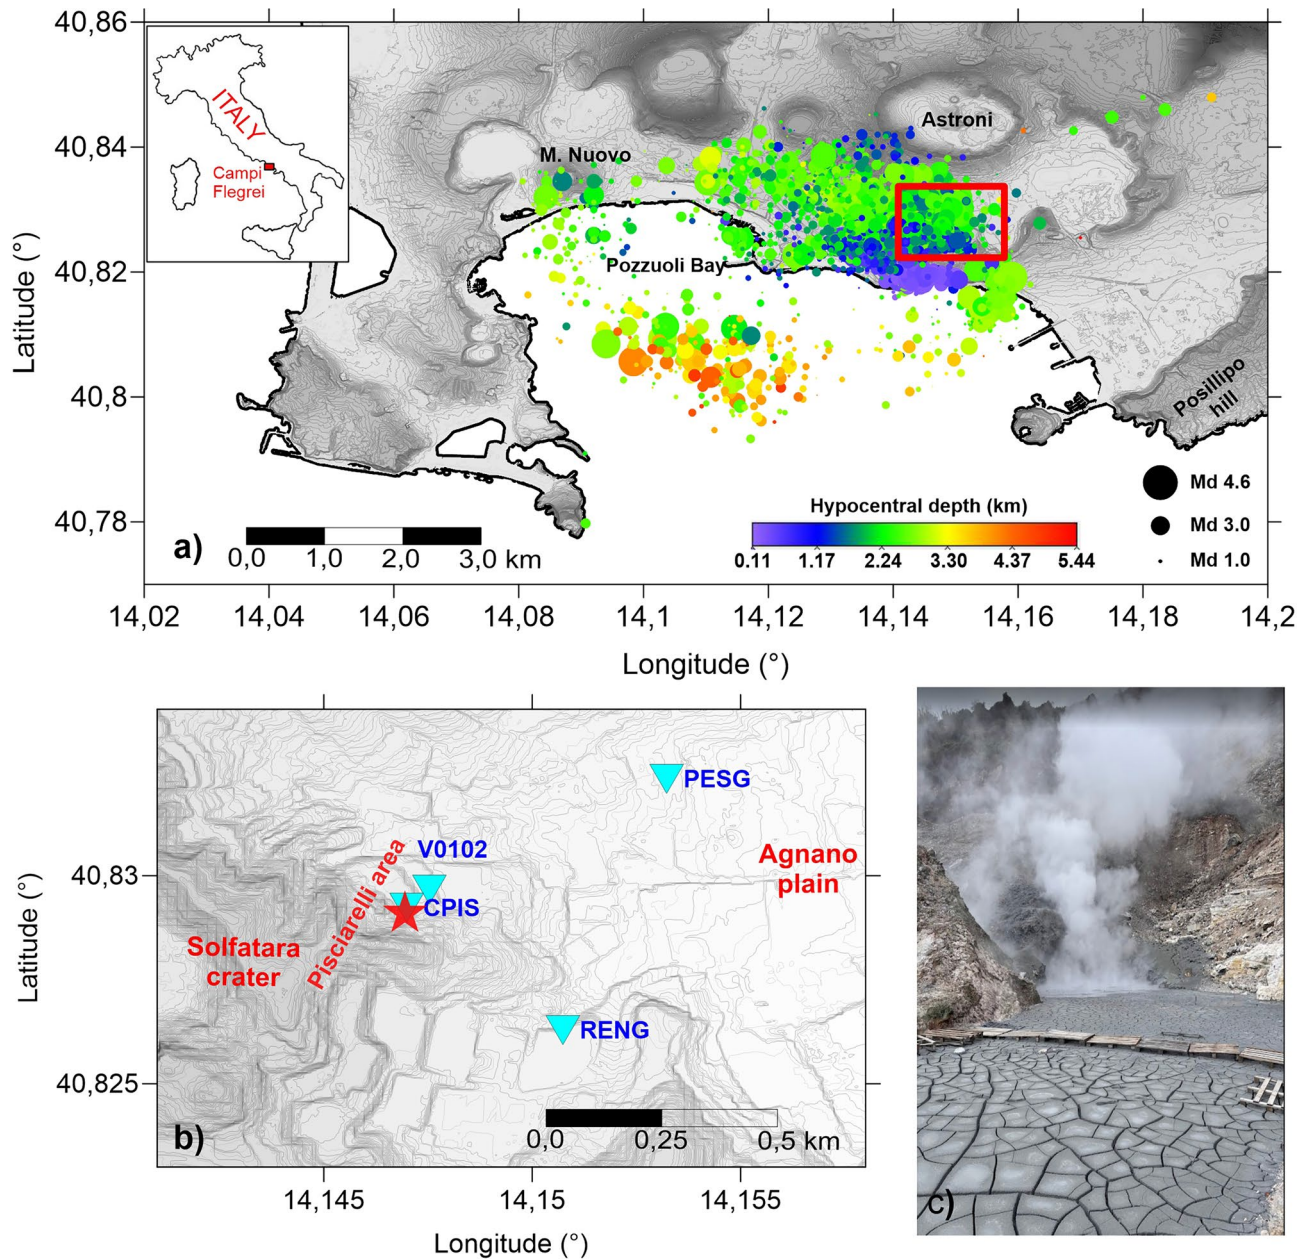 40,86
40,84
40,82
40,8
40,78
Latitude (°)
ITALY
Campi
Flegrei
M. Nuovo
Astroni
Pozzuoli Bay
Posillipo
hill
Md 4.6
Md 3.0
Md 1.0
Hypocentral depth (km)
0.11 1.17 2.24 3.30 4.37 5.44
a)
0,0 1,0 2,0 3,0 km
14,02 14,04 14,06 14,08 14,1 14,12 14,14 14,16 14,18 14,2
Longitude (°)
40,83
40,825
Latitude (°)
PESG
V0102
CPIS
RENG
Pisciarelli area
Solfatara
crater
Agnano
plain
b)
0,0 0,25 0,5 km
14,145 14,15 14,155
Longitude (°)
c)